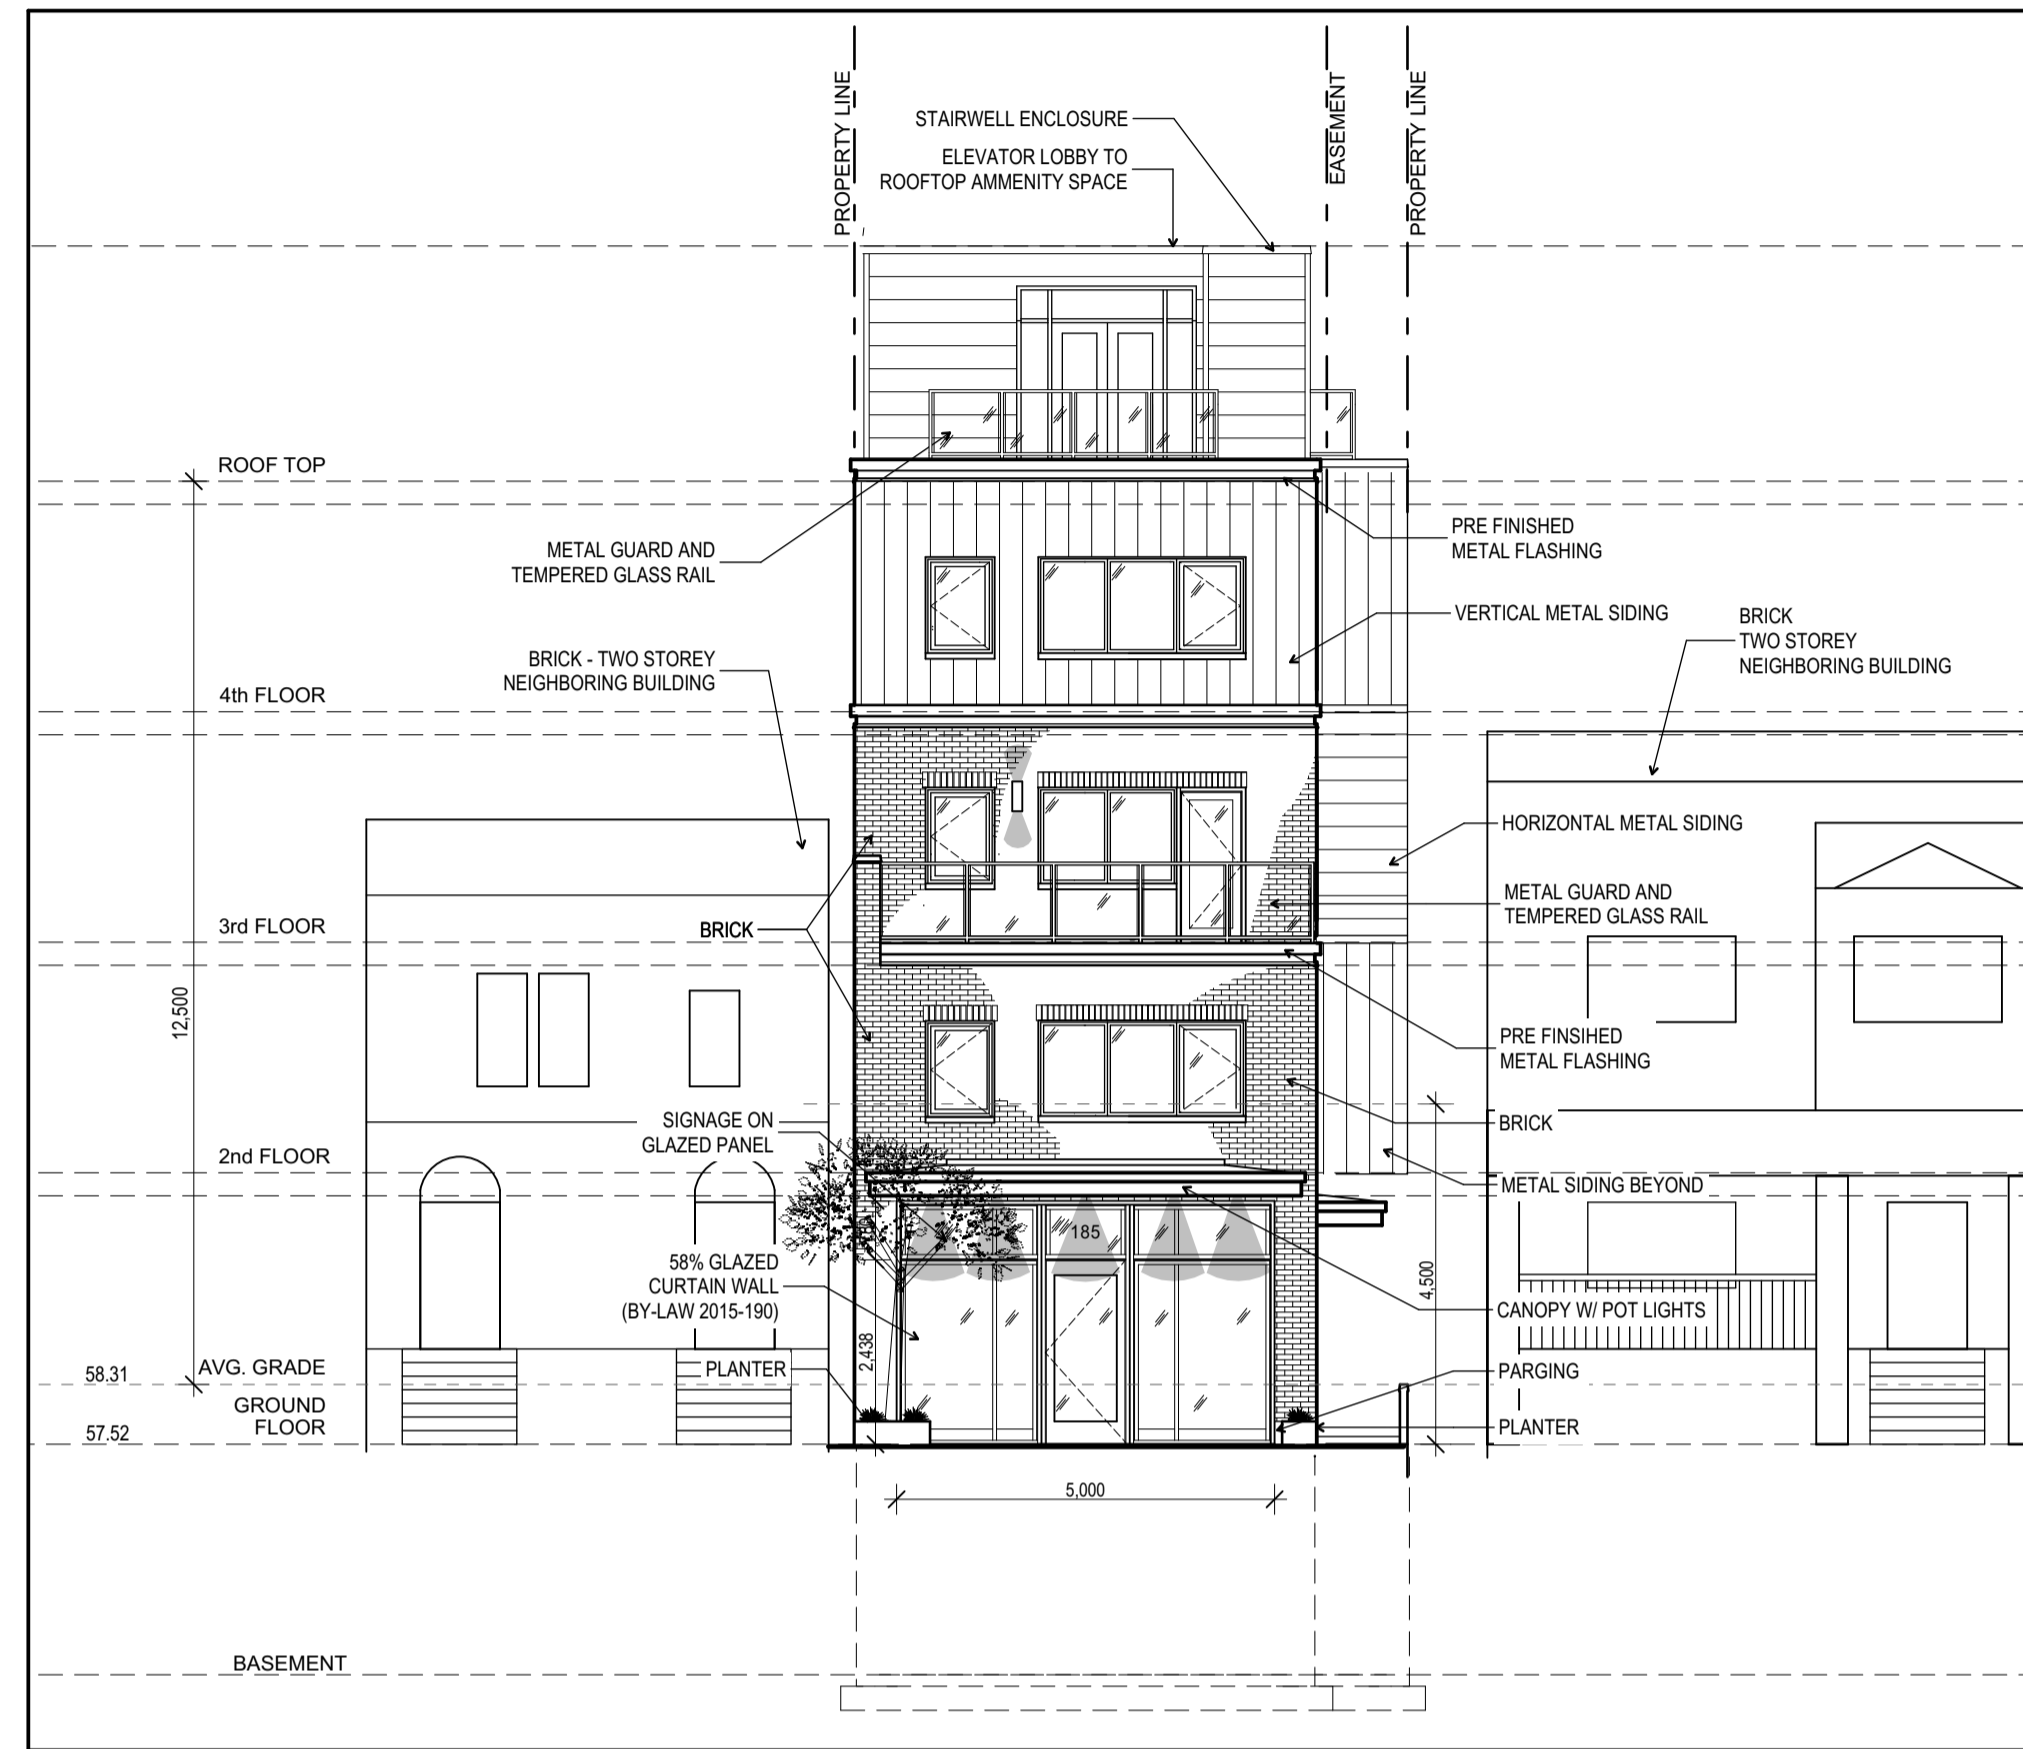 PROPERTY LINE
EASEMENT
PROPERTY LINE
STAIRWELL ENCLOSURE
ELEVATOR LOBBY TO
ROOFTOP AMMENITY SPACE
ROOF TOP
METAL GUARD AND
TEMPERED GLASS RAIL
PRE FINISHED
METAL FLASHING
VERTICAL METAL SIDING
BRICK
TWO STOREY
NEIGHBORING BUILDING
BRICK - TWO STOREY
NEIGHBORING BUILDING
4th FLOOR
HORIZONTAL METAL SIDING
METAL GUARD AND
TEMPERED GLASS RAIL
3rd FLOOR
BRICK
12,500
PRE FINSIHED
METAL FLASHING
SIGNAGE ON
GLAZED PANEL
BRICK
2nd FLOOR
METAL SIDING BEYOND
185
58% GLAZED
CURTAIN WALL
(BY-LAW 2015-190)
4,500
CANOPY W/ POT LIGHTS
2,438
58.31
AVG. GRADE
PLANTER
PARGING
GROUND
FLOOR
57.52
PLANTER
5,000
BASEMENT